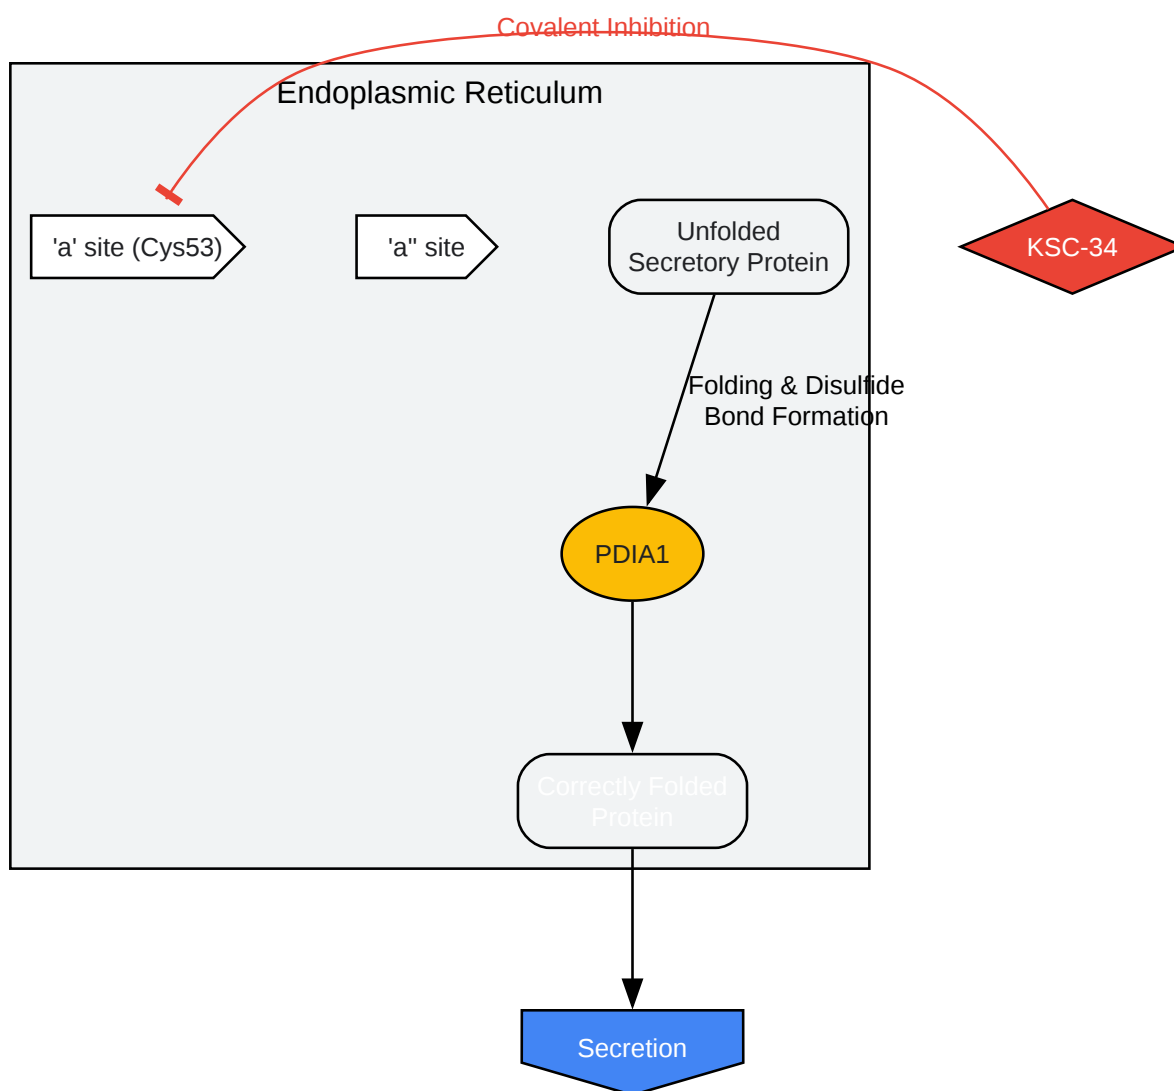 Covalent Inhibition
Endoplasmic Reticulum
'a' site (Cys53)
'a'' site
Unfolded
Secretory Protein
KSC-34
Folding & Disulfide
Bond Formation
PDIA1
Correctly Folded
Protein
Secretion